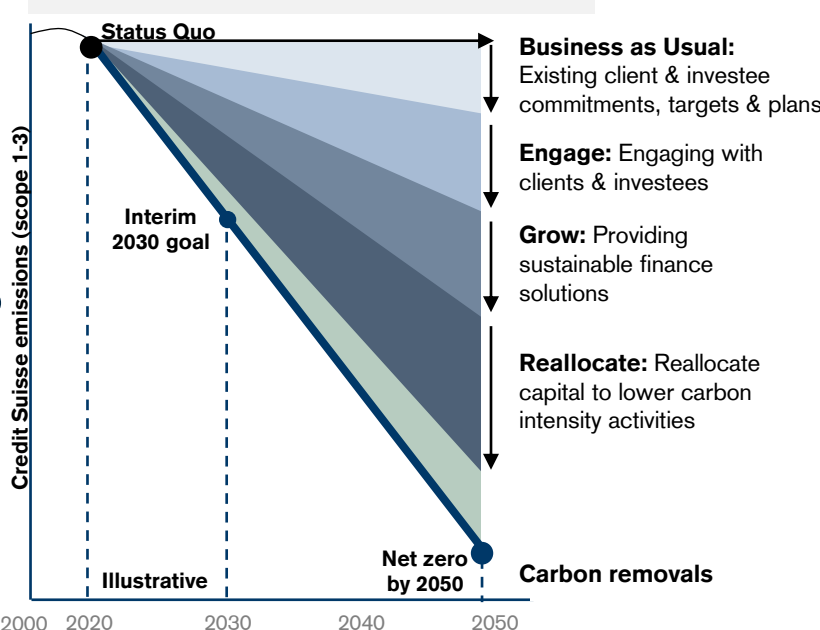 Status Quo
Business as Usual:
Existing client & investee
commitments, targets & plans
Engage: Engaging with
clients & investees
Interim
2030 goal
Grow: Providing
sustainable finance
solutions
Credit Suisse emissions (scope 1-3)
Reallocate: Reallocate
capital to lower carbon
intensity activities
Net zero
by 2050
Carbon removals
Illustrative
2000 2020 2030 2040 2050